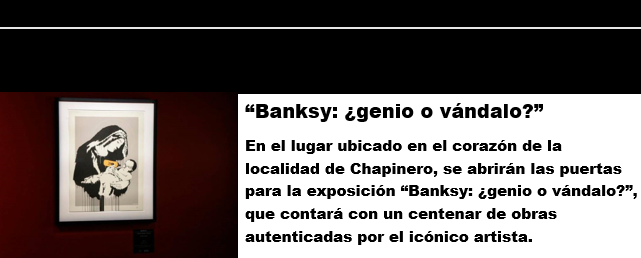 “Banksy: ¿genio o vándalo?”
En el lugar ubicado en el corazón de la
localidad de Chapinero, se abrirán las puertas
para la exposición “Banksy: ¿genio o vándalo?”,
que contará con un centenar de obras
autenticadas por el icónico artista.